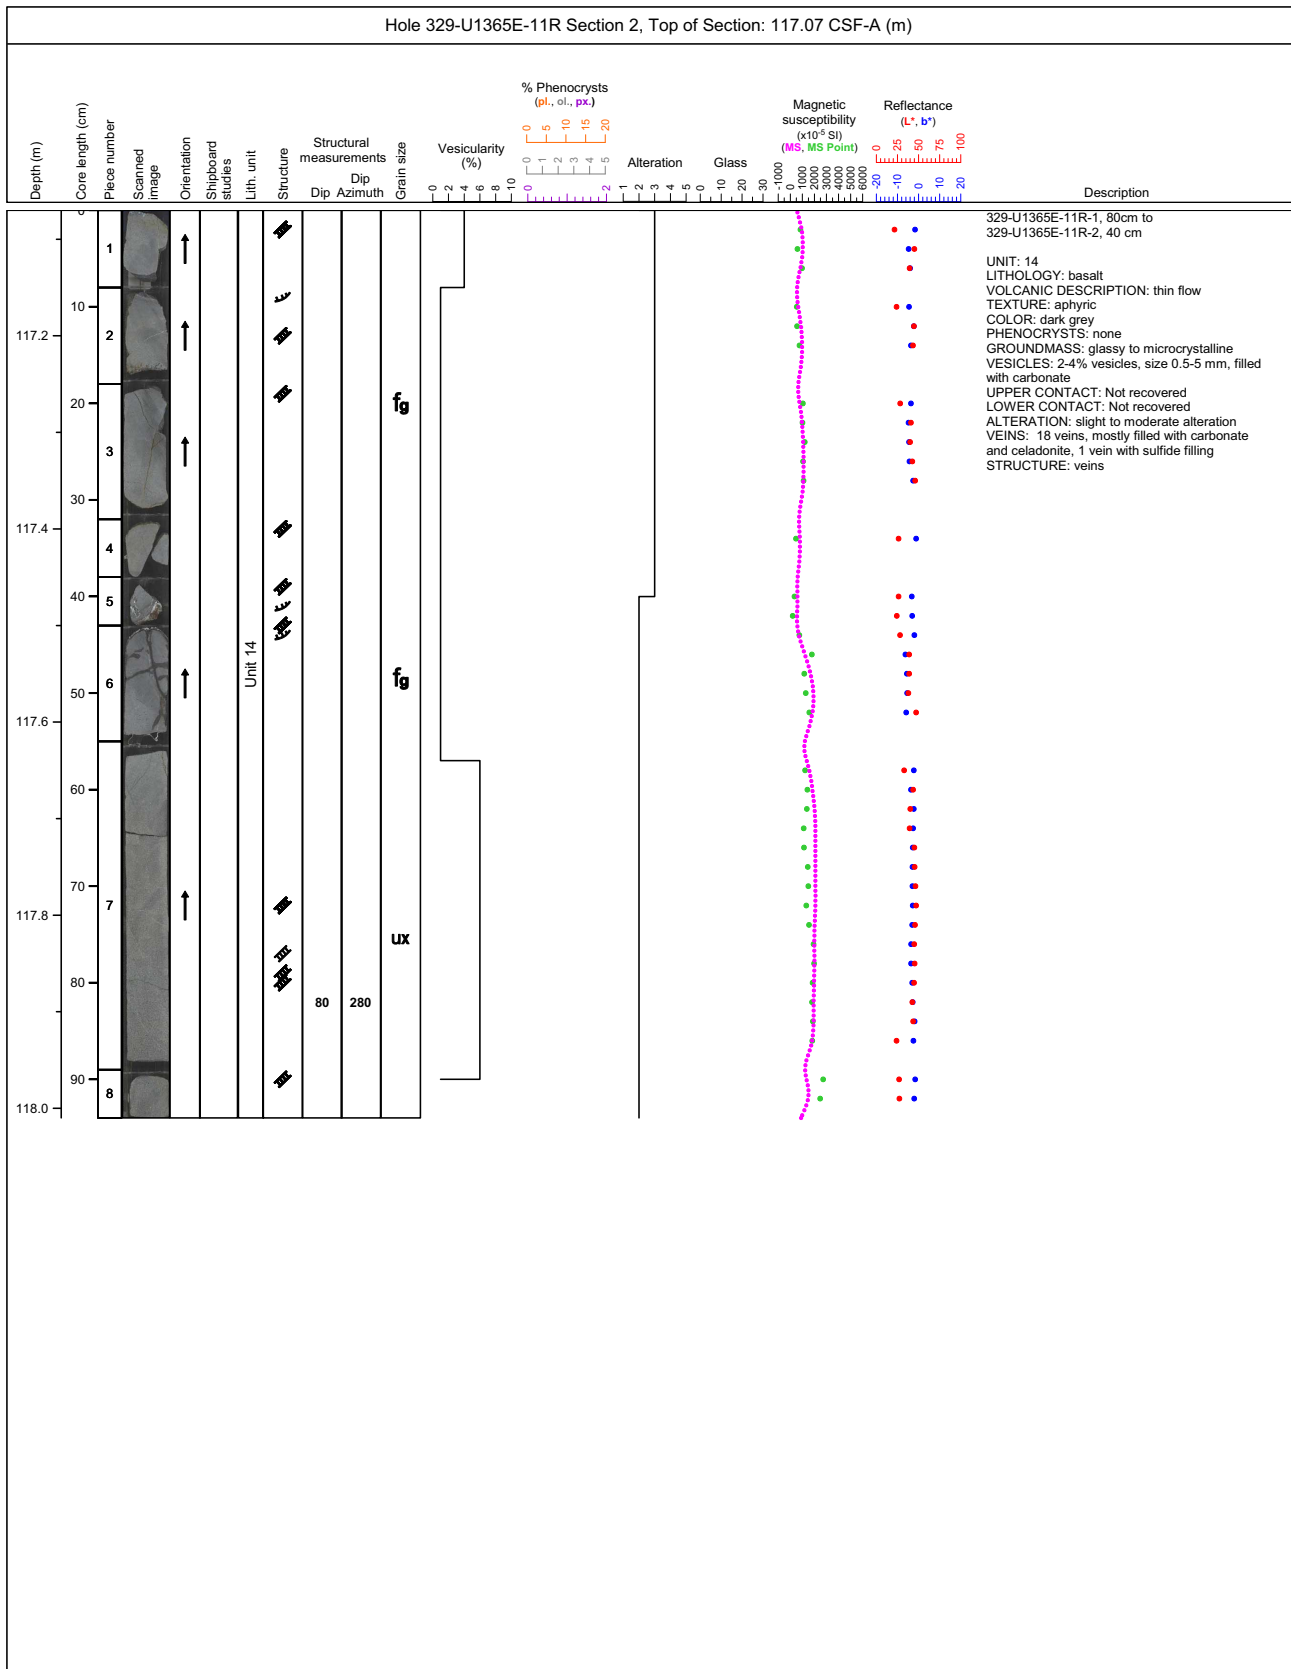 Hole 329-U1365E-11R Section 2, Top of Section: 117.07 CSF-A (m)
Depth (m)
Core length (cm)
Piece number
Scanned
image
Orientation
Shipboard
studies
Lith. unit
Structure
Structural
measurements
Dip
Dip
Azimuth
Grain size
Vesicularity
(%)
0 2 4 6 8 10
% Phenocrysts
(pl., ol., px.)
0 5 10 15 20
0 1 2 3 4 5
0 1 2
Alteration
1 2 3 4 5
Glass
0 10 20 30
Magnetic
susceptibility
(x10⁻⁵ SI)
(MS, MS Point)
-1000 0 1000 2000 3000 4000 5000 6000
Reflectance
(L*, b*)
0 25 50 75 100
-20 -10 0 10 20
Description
117.2
117.4
117.6
117.8
118.0
0
10
20
30
40
50
60
70
80
90
1
2
3
4
5
6
7
8
Unit 14
80 280
fg
fg
ux
329-U1365E-11R-1, 80cm to
329-U1365E-11R-2, 40 cm
UNIT: 14
LITHOLOGY: basalt
VOLCANIC DESCRIPTION: thin flow
TEXTURE: aphyric
COLOR: dark grey
PHENOCRYSTS: none
GROUNDMASS: glassy to microcrystalline
VESICLES: 2-4% vesicles, size 0.5-5 mm, filled
with carbonate
UPPER CONTACT: Not recovered
LOWER CONTACT: Not recovered
ALTERATION: slight to moderate alteration
VEINS: 18 veins, mostly filled with carbonate
and celadonite, 1 vein with sulfide filling
STRUCTURE: veins